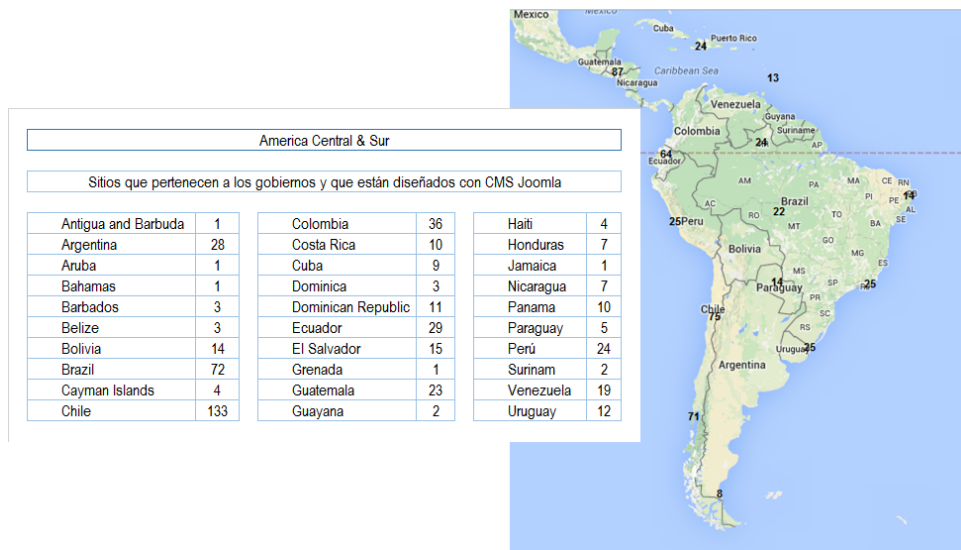 America Central & Sur
Sitios que pertenecen a los gobiernos y que están diseñados con CMS Joomla
Antigua and Barbuda 1
Argentina 28
Aruba 1
Bahamas 1
Barbados 3
Belize 3
Bolivia 14
Brazil 72
Cayman Islands 4
Chile 133
Colombia 36
Costa Rica 10
Cuba 9
Dominica 3
Dominican Republic 11
Ecuador 29
El Salvador 15
Grenada 1
Guatemala 23
Guayana 2
Haiti 4
Honduras 7
Jamaica 1
Nicaragua 7
Panama 10
Paraguay 5
Perú 24
Surinam 2
Venezuela 19
Uruguay 12
Mexico
México
Cuba
Puerto Rico
24
Guatemala
87
Caribbean Sea
13
Nicaragua
Venezuela
Guyana
Colombia
Suriname
24
AP
64
Ecuador
AM
PA
MA
CE
RN
PI
PE
14
AC
RO
Brazil
22
TO
AL
SE
25
Peru
MT
BA
GO
Bolivia
MG
MS
ES
14
SP
25
Paraguay
PR
Chile
75
SC
RS
Uruguay
25
Argentina
71
8